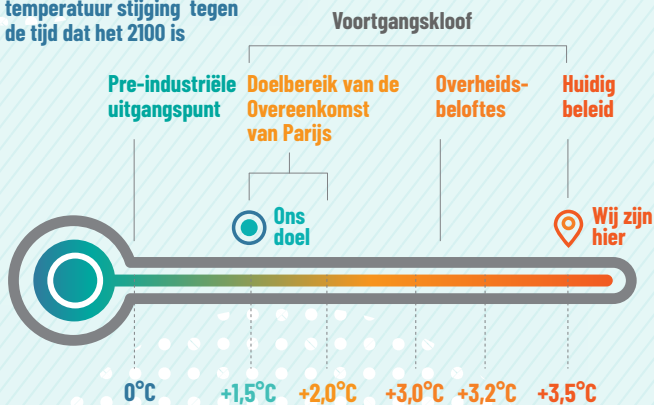 temperatuur stijging tegen
de tijd dat het 2100 is
Voortgangskloof
Pre-industriële
uitgangspunt
Doelbereik van de
Overeenkomst
van Parijs
Overheids-
beloftes
Huidig
beleid
Ons
doel
Wij zijn
hier
0°C
+1,5°C
+2,0°C
+3,0°C
+3,2°C
+3,5°C